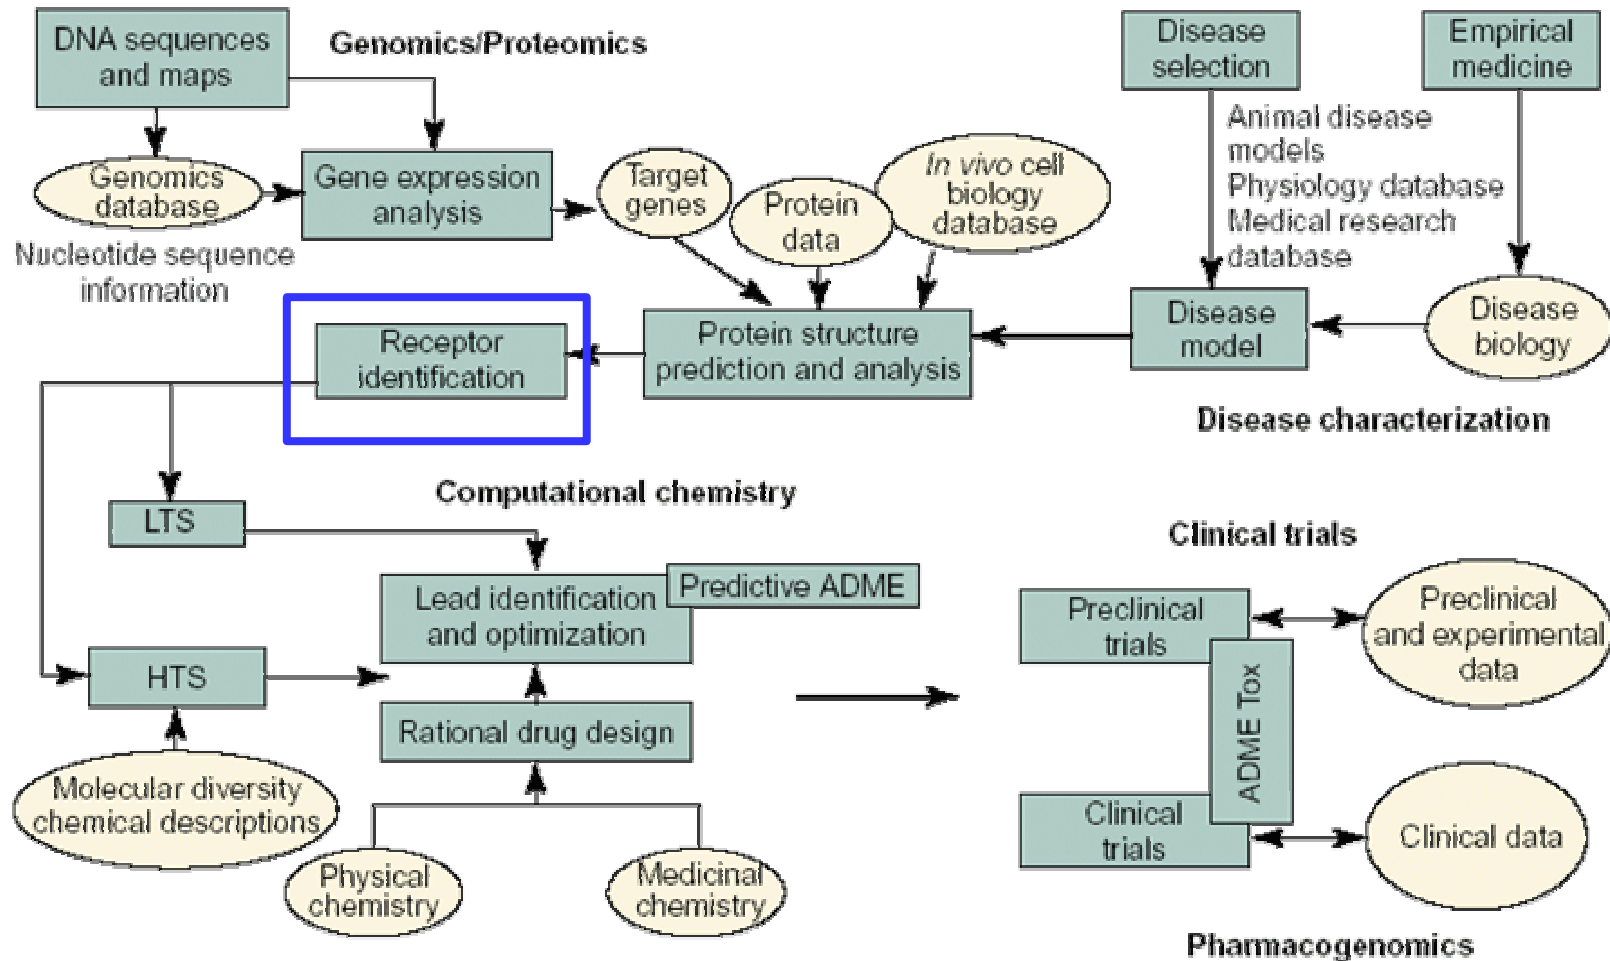 DNA sequences
and maps
Genomics/Proteomics
Disease
selection
Empirical
medicine
Genomics
database
Nucleotide sequence
information
Gene expression
analysis
Target
genes
Protein
data
In vivo cell
biology
database
Animal disease
models
Physiology database
Medical research
database
Receptor
identification
Protein structure
prediction and analysis
Disease
model
Disease
biology
Disease characterization
LTS
Computational chemistry
Clinical trials
Lead identification
and optimization
Predictive ADME
HTS
Rational drug design
Molecular diversity
chemical descriptions
Physical
chemistry
Medicinal
chemistry
Preclinical
trials
Preclinical
and experimental
data
ADME Tox
Clinical
trials
Clinical data
Pharmacogenomics